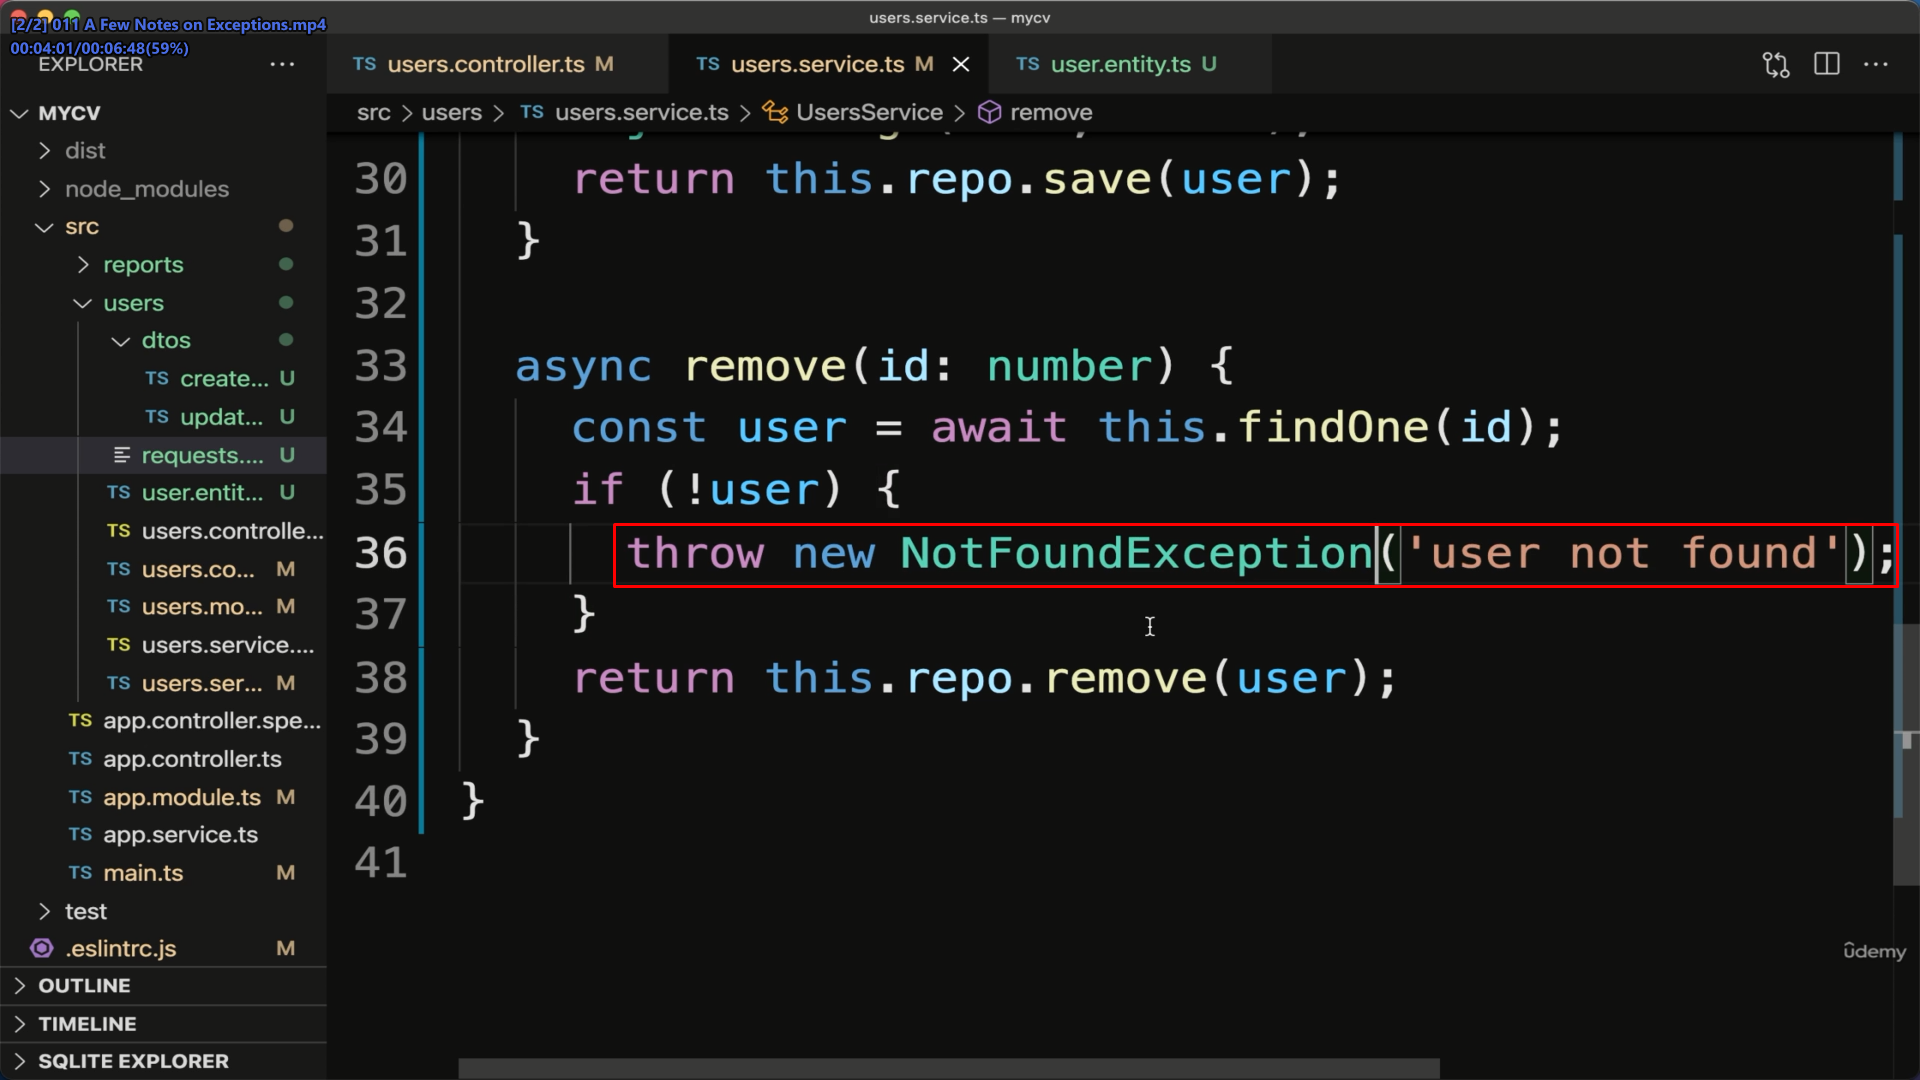 users.service.ts — mycv
[2/2] 011 A Few Notes on Exceptions.mp4
00:04:01/00:06:48(59%)
EXPLORER
TS users.controller.ts M
TS users.service.ts M
TS user.entity.ts U
src > users > TS users.service.ts > UsersService > remove
MYCV
dist
node_modules
src
reports
users
dtos
TS create... U
TS updat... U
requests.... U
TS user.entit... U
TS users.controlle...
TS users.co... M
TS users.mo... M
TS users.service....
TS users.ser... M
TS app.controller.spe...
TS app.controller.ts
TS app.module.ts M
TS app.service.ts
TS main.ts M
test
.eslintrc.js M
OUTLINE
TIMELINE
SQLITE EXPLORER
30 return this.repo.save(user);
31 }
32
33 async remove(id: number) {
34 const user = await this.findOne(id);
35 if (!user) {
36 throw new NotFoundException('user not found');
37 }
38 return this.repo.remove(user);
39 }
40 }
41
ûdemy